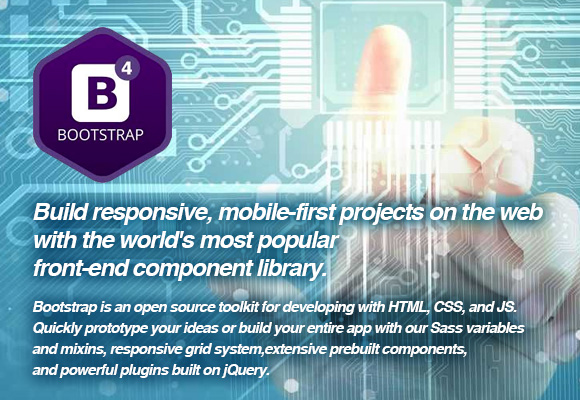 B 4
BOOTSTRAP
Build responsive, mobile-first projects on the web
with the world's most popular
front-end component library.
Bootstrap is an open source toolkit for developing with HTML, CSS, and JS.
Quickly prototype your ideas or build your entire app with our Sass variables
and mixins, responsive grid system,extensive prebuilt components,
and powerful plugins built on jQuery.